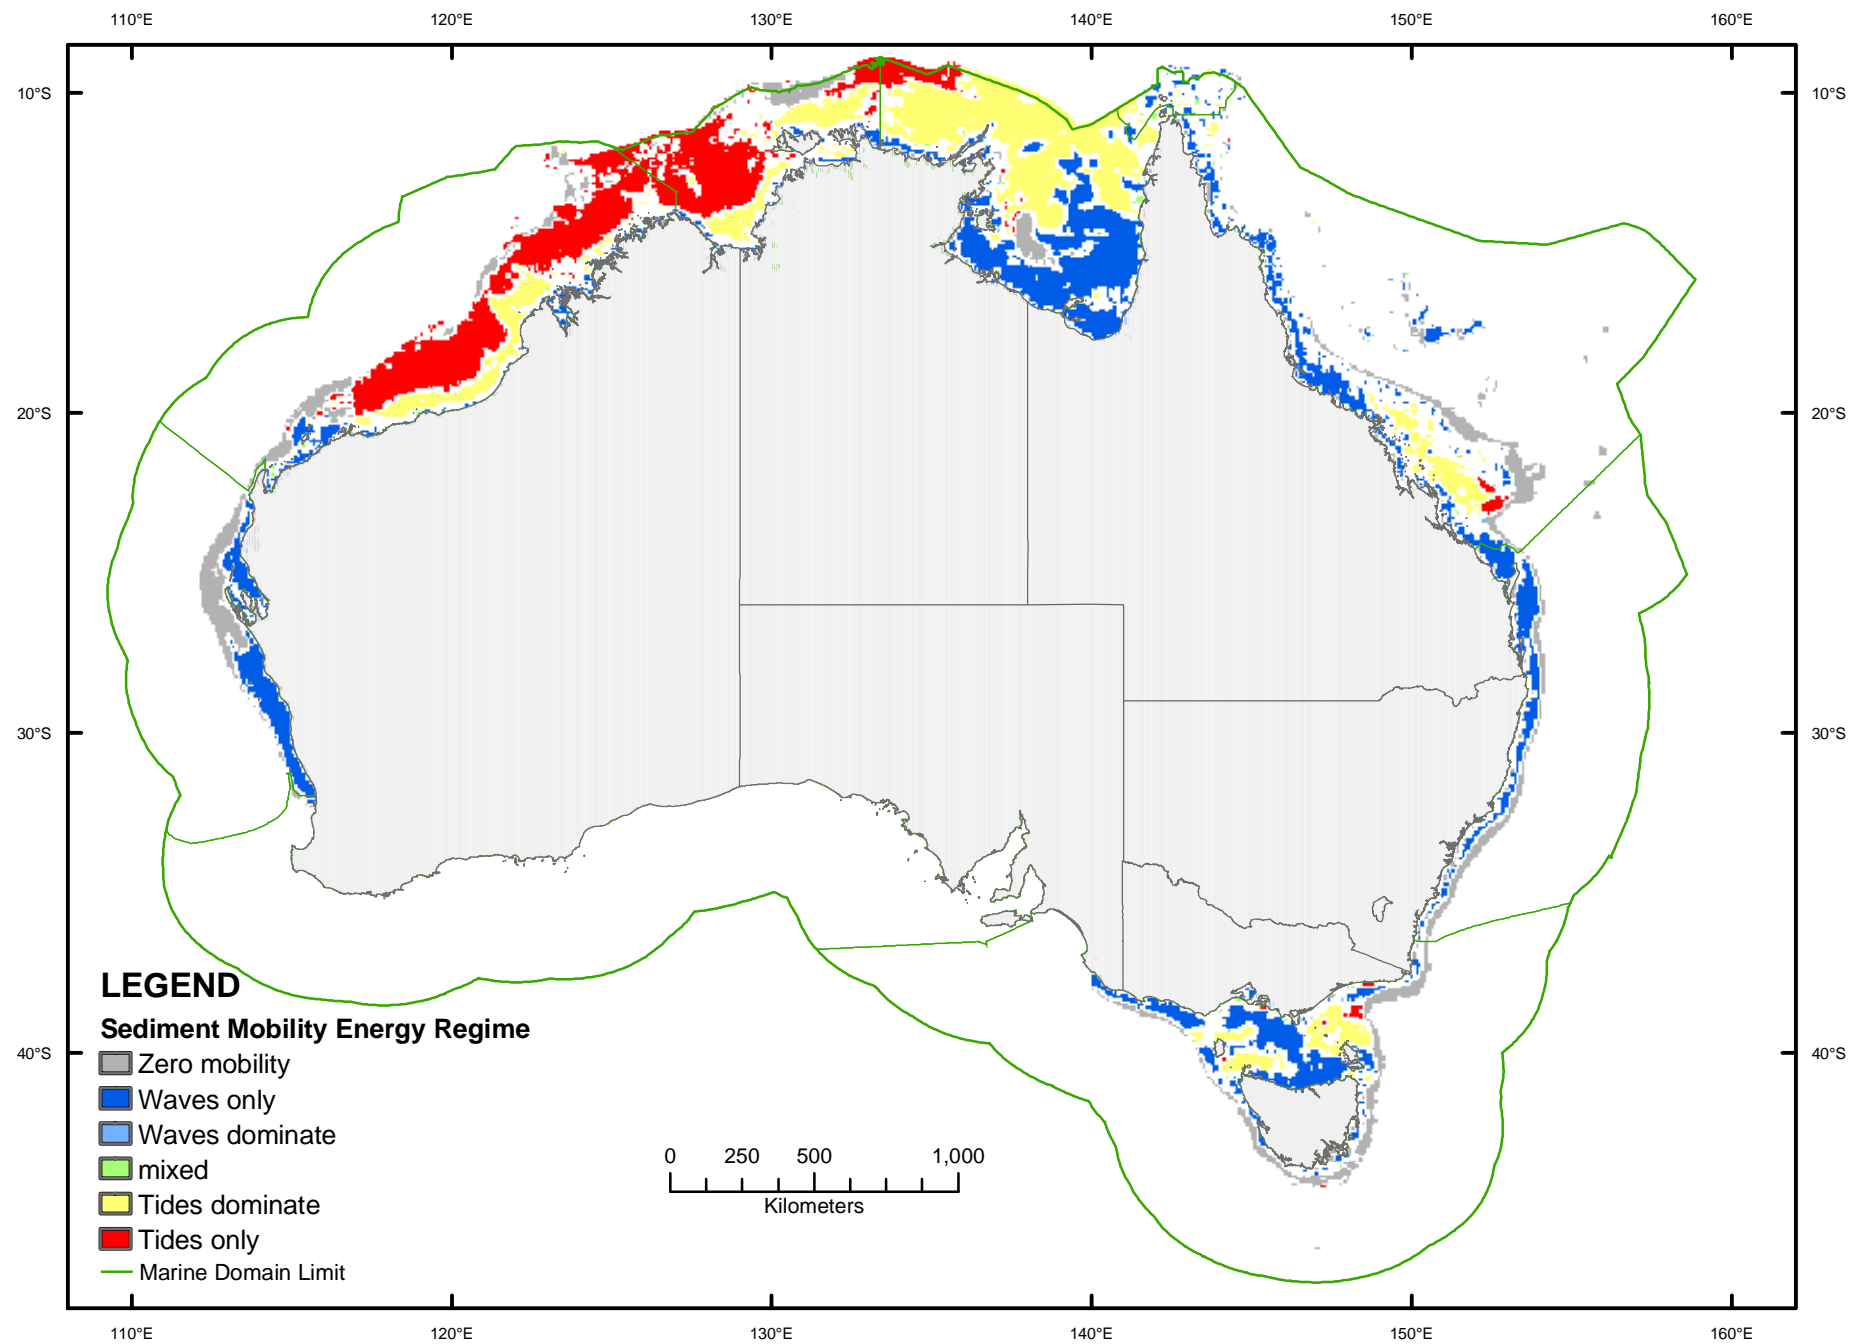 110°E 120°E 130°E 140°E 150°E 160°E
10°S 10°S
20°S 20°S
30°S 30°S
LEGEND
Sediment Mobility Energy Regime
Zero mobility
40°S 40°S
Waves only
Waves dominate
mixed
Tides dominate
Tides only
Marine Domain Limit
0 250 500 1,000
Kilometers
110°E 120°E 130°E 140°E 150°E 160°E